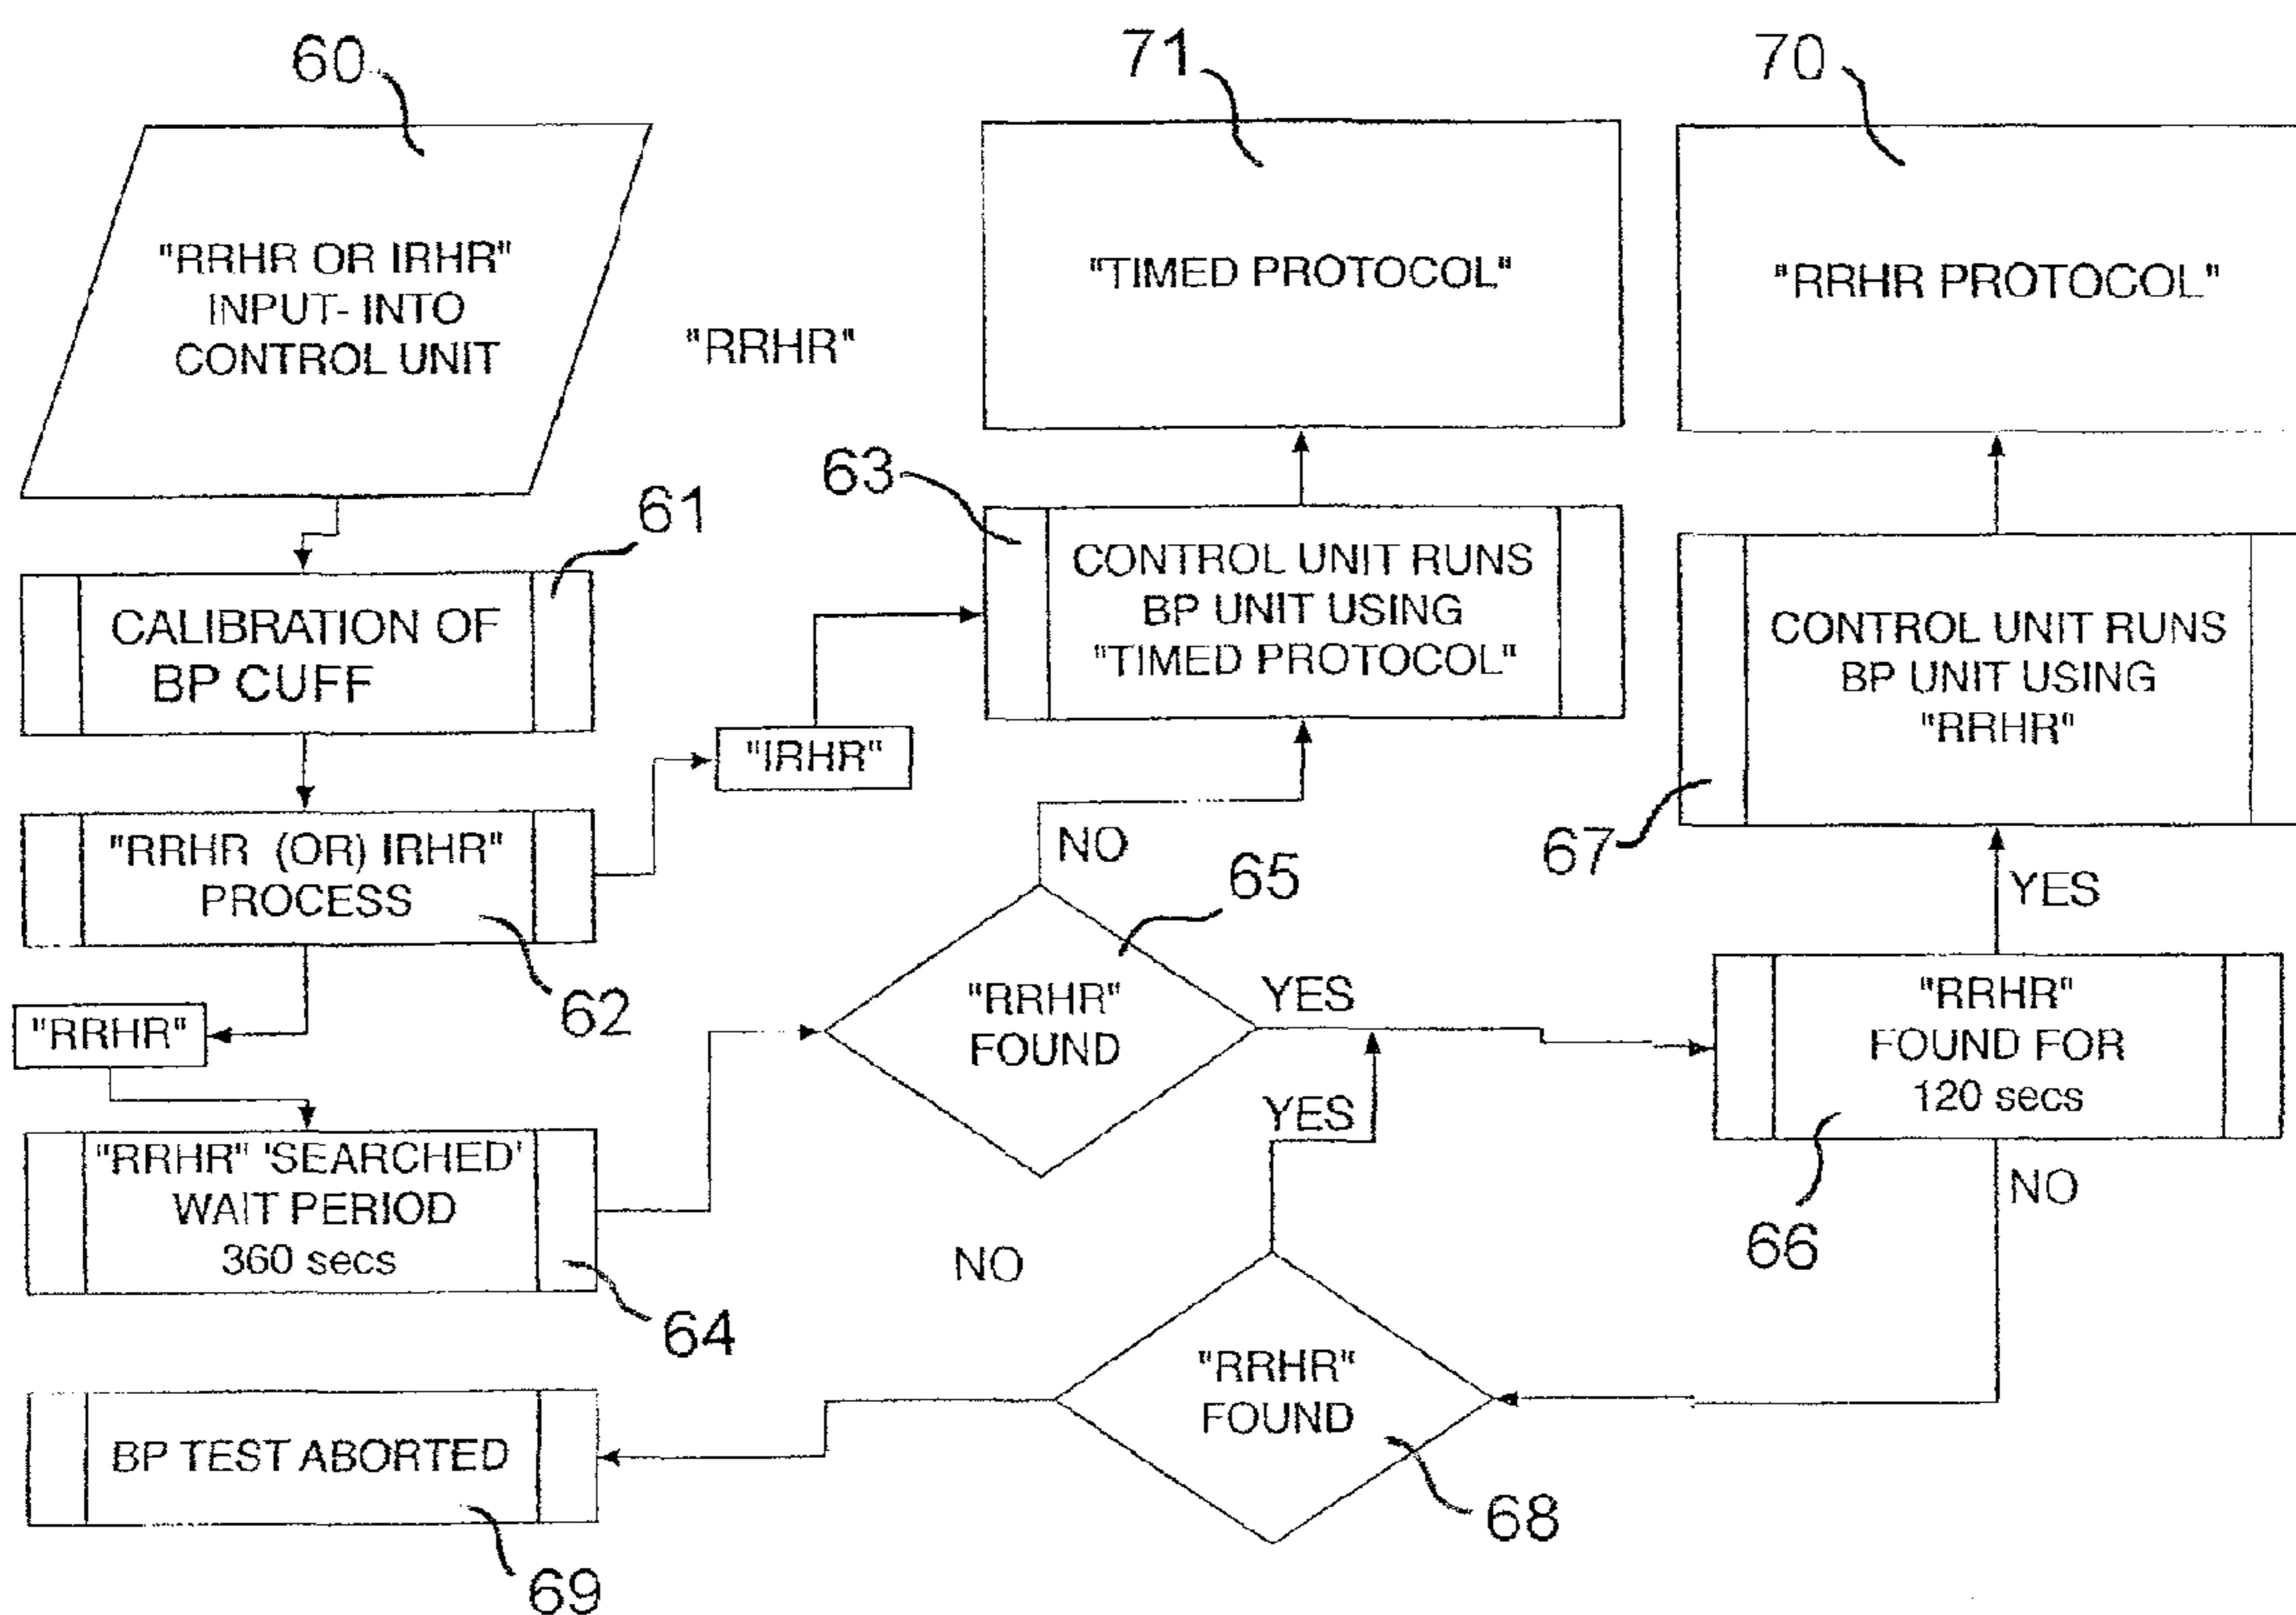 60
71
70
"RRHR OR IRHR"
INPUT- INTO
CONTROL UNIT
"RRHR"
"TIMED PROTOCOL"
"RRHR PROTOCOL"
61
CALIBRATION OF
BP CUFF
63
CONTROL UNIT RUNS
BP UNIT USING
"TIMED PROTOCOL"
CONTROL UNIT RUNS
BP UNIT USING
"RRHR"
67
"IRHR"
"RRHR (OR) IRHR"
PROCESS
62
NO
65
YES
"RRHR"
"RRHR"
FOUND
YES
"RRHR"
FOUND FOR
120 secs
66
NO
"RRHR" 'SEARCHED'
WAIT PERIOD
360 secs
64
YES
NO
"RRHR"
FOUND
68
BP TEST ABORTED
69